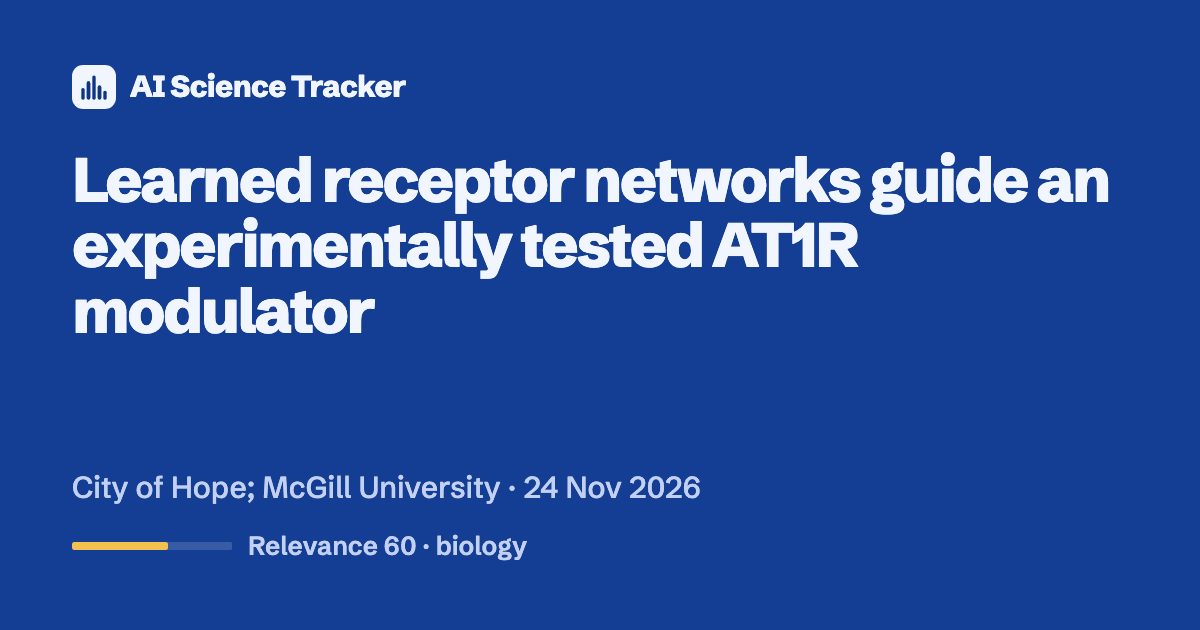 AI Science Tracker
Learned receptor networks guide an
experimentally tested AT1R
modulator
City of Hope; McGill University · 24 Nov 2026
Relevance 60 · biology